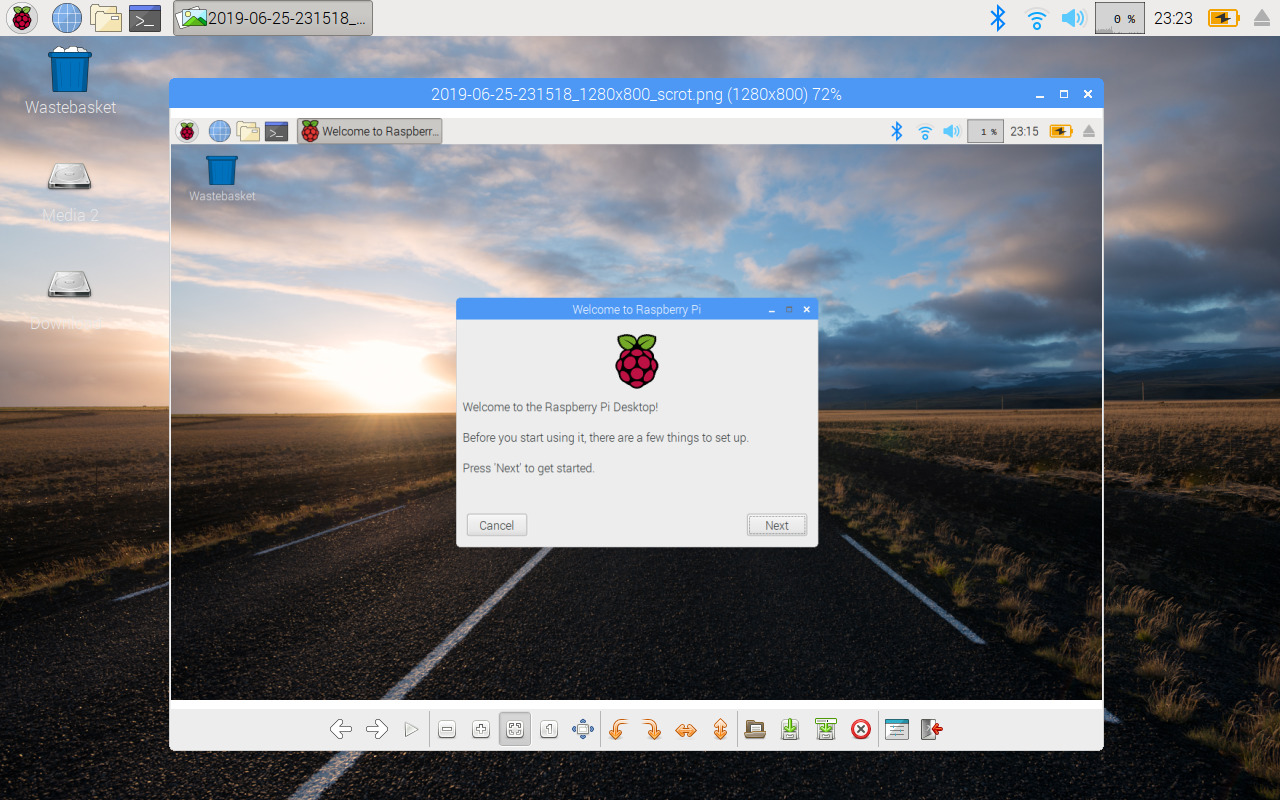 2019-06-25-231518_...
0 %
23:23
Wastebasket
Media 2
2019-06-25-231518_1280x800_scrot.png (1280x800) 72%
Welcome to Raspberr...
1 %
23:15
Wastebasket
Welcome to Raspberry Pi
Welcome to the Raspberry Pi Desktop!
Before you start using it, there are a few things to set up.
Press 'Next' to get started.
Cancel
Next
1